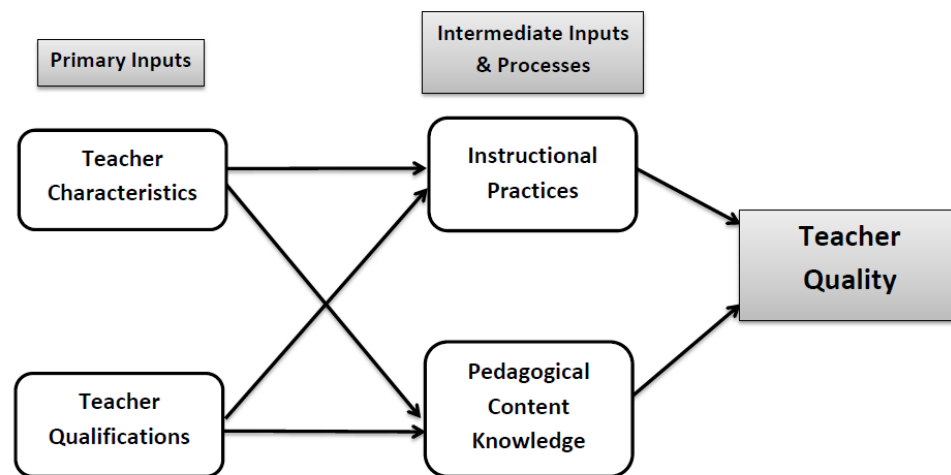 Primary Inputs
Intermediate Inputs
& Processes
Teacher
Characteristics
Instructional
Practices
Teacher
Quality
Teacher
Qualifications
Pedagogical
Content
Knowledge